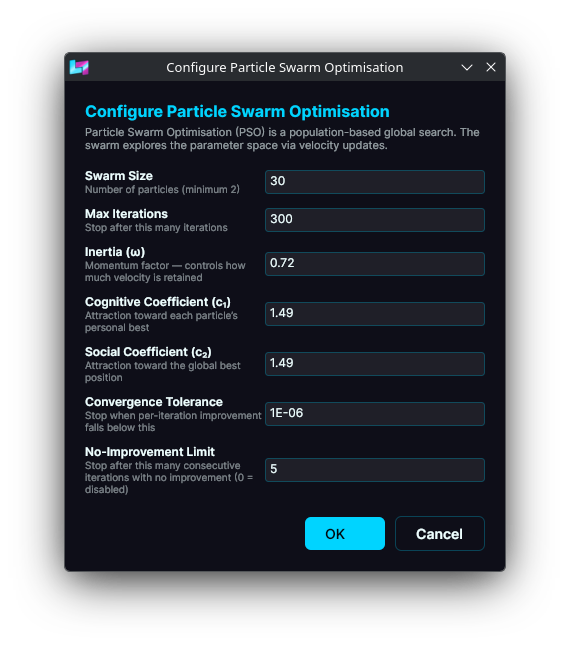 Configure Particle Swarm Optimisation
Configure Particle Swarm Optimisation
Particle Swarm Optimisation (PSO) is a population-based global search. The
swarm explores the parameter space via velocity updates.
Swarm Size
Number of particles (minimum 2)
30
Max Iterations
Stop after this many iterations
300
Inertia (ω)
Momentum factor — controls how
much velocity is retained
0.72
Cognitive Coefficient (c₁)
Attraction toward each particle's
personal best
1.49
Social Coefficient (c₂)
Attraction toward the global best
position
1.49
Convergence Tolerance
Stop when per-iteration improvement
falls below this
1E-06
No-Improvement Limit
Stop after this many consecutive
iterations with no improvement (0 =
disabled)
5
OK
Cancel